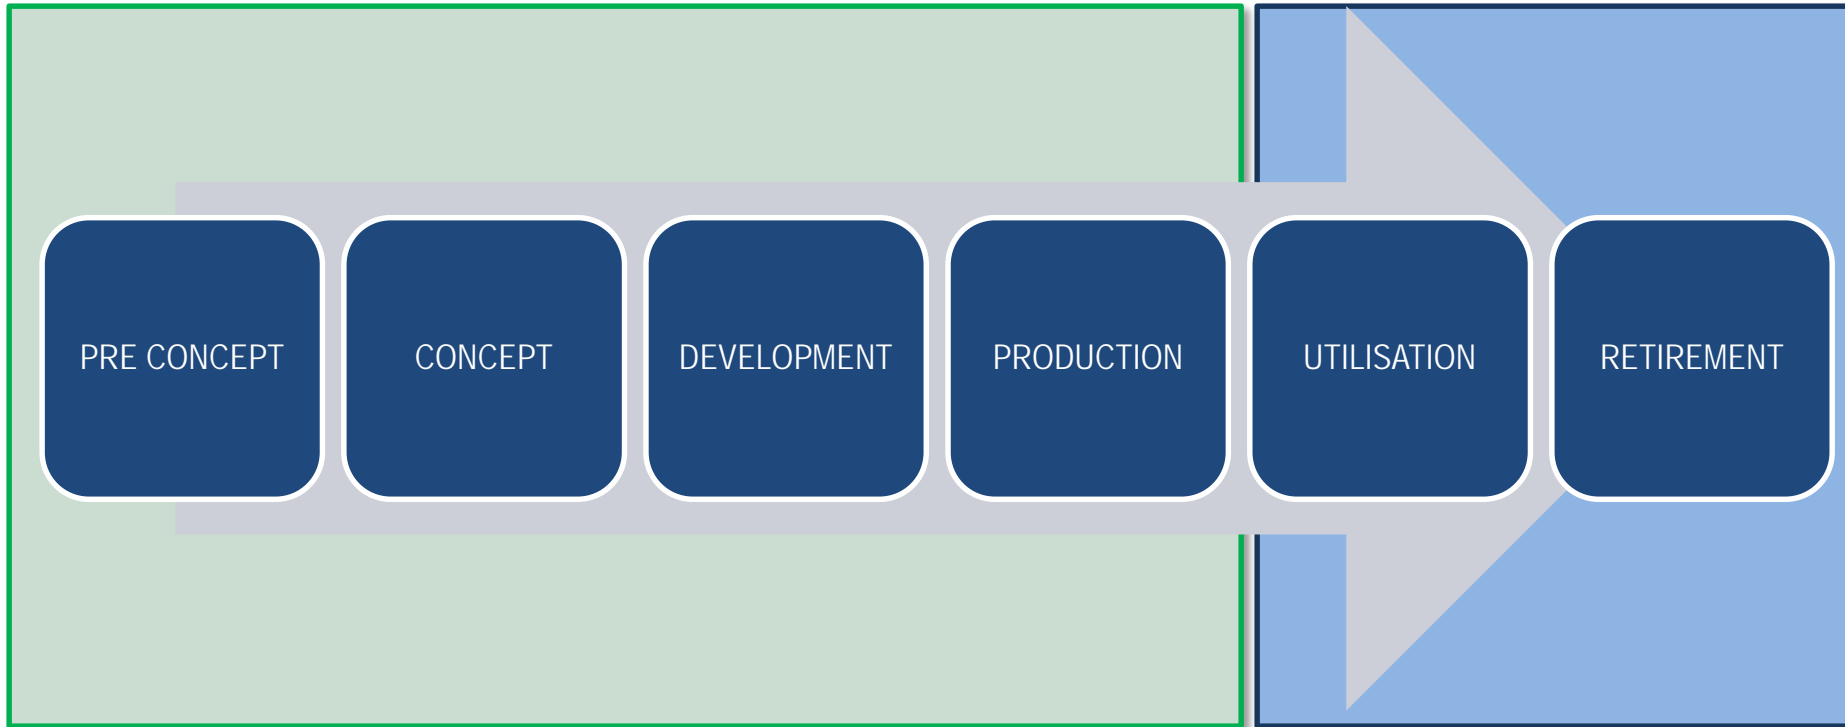 PRE CONCEPT
CONCEPT
DEVELOPMENT
PRODUCTION
UTILISATION
RETIREMENT